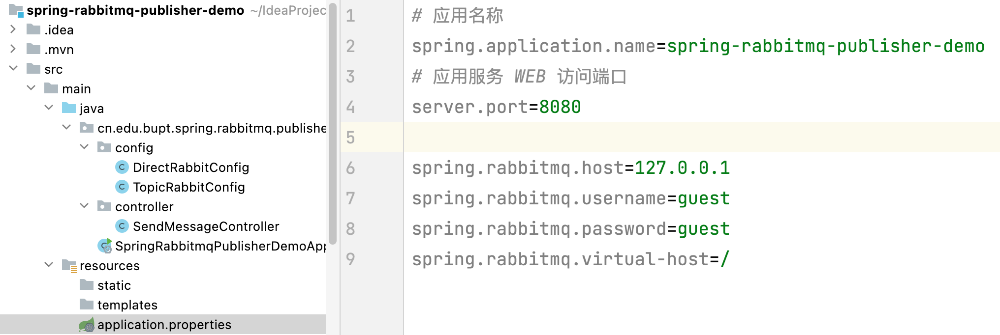 spring-rabbitmq-publisher-demo ~/IdeaProjec
.idea
.mvn
src
main
java
cn.edu.bupt.spring.rabbitmq.publishe
config
DirectRabbitConfig
TopicRabbitConfig
controller
SendMessageController
SpringRabbitmqPublisherDemoApp
resources
static
templates
application.properties
1 # 应用名称
2 spring.application.name=spring-rabbitmq-publisher-demo
3 # 应用服务 WEB 访问端口
4 server.port=8080
5
6 spring.rabbitmq.host=127.0.0.1
7 spring.rabbitmq.username=guest
8 spring.rabbitmq.password=guest
9 spring.rabbitmq.virtual-host=/